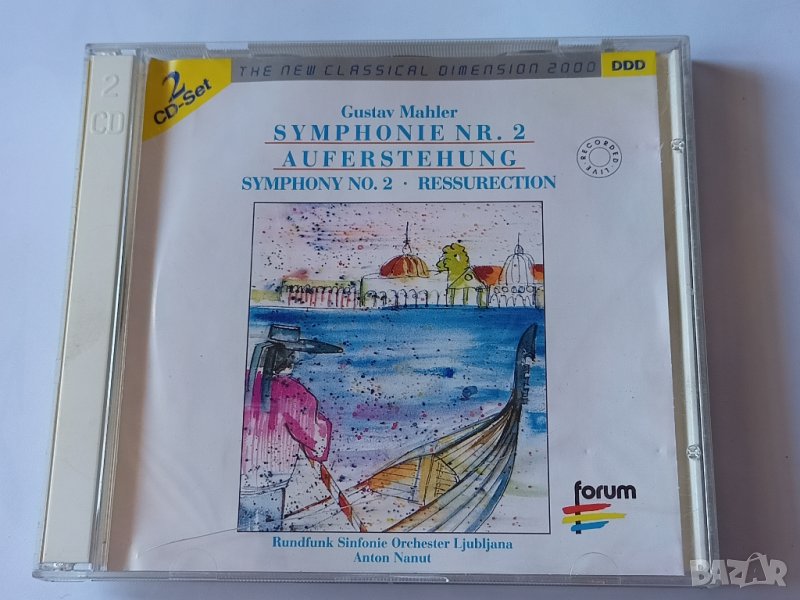 2
CD
2
CD-Set
THE NEW CLASSICAL DIMENSION 2000
DDD
Gustav Mahler
SYMPHONIE NR. 2
AUFERSTEHUNG
SYMPHONY NO. 2 · RESSURECTION
LIVE-RECORDED
forum
Rundfunk Sinfonie Orchester Ljubljana
Anton Nanut
BAZAR